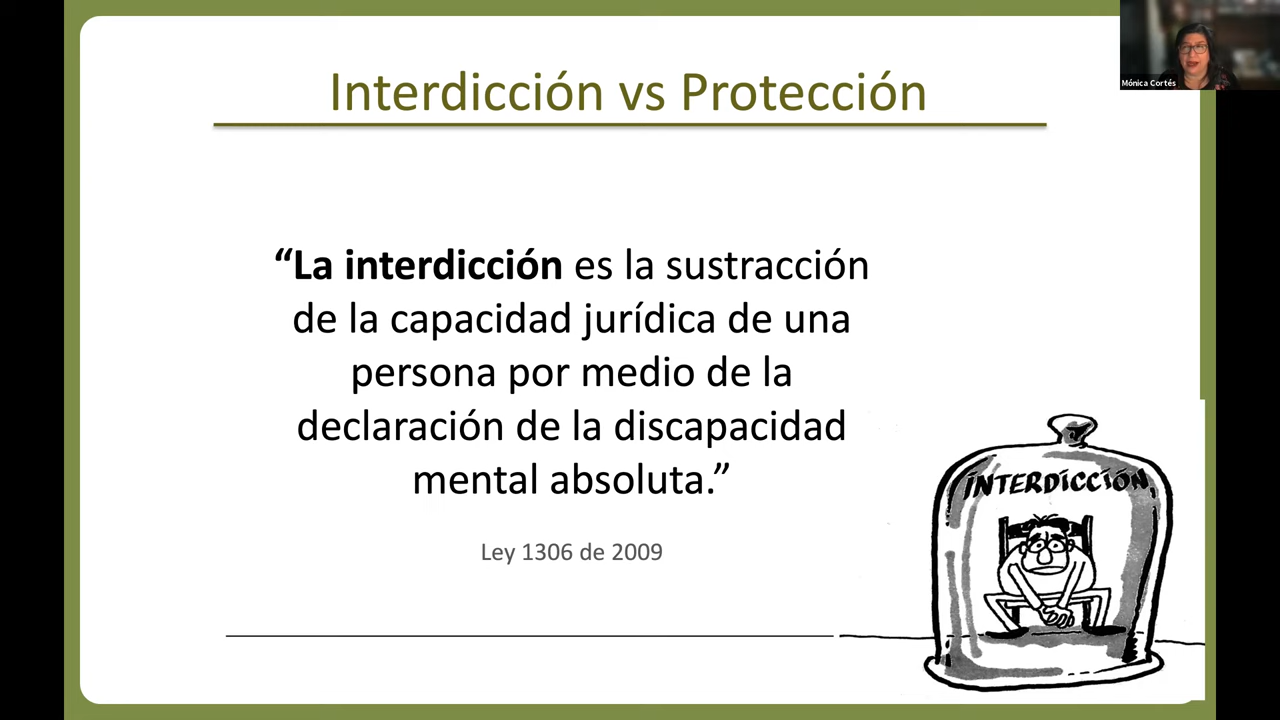 Mónica Cortés
Interdicción vs Protección
“La interdicción es la sustracción
de la capacidad jurídica de una
persona por medio de la
declaración de la discapacidad
mental absoluta.”
Ley 1306 de 2009
INTERDICCIÓN